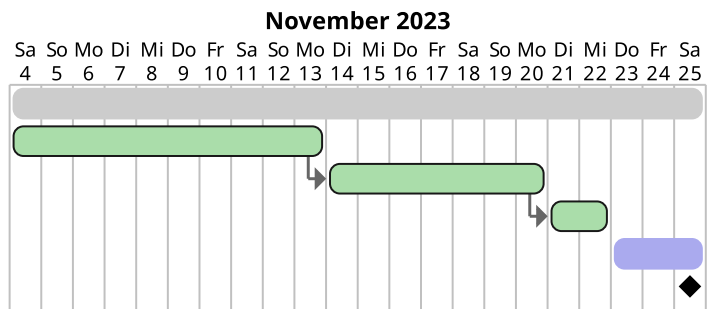 November 2023
Sa So Mo Di Mi Do Fr Sa So Mo Di Mi Do Fr Sa So Mo Di Mi Do Fr Sa
4 5 6 7 8 9 10 11 12 13 14 15 16 17 18 19 20 21 22 23 24 25